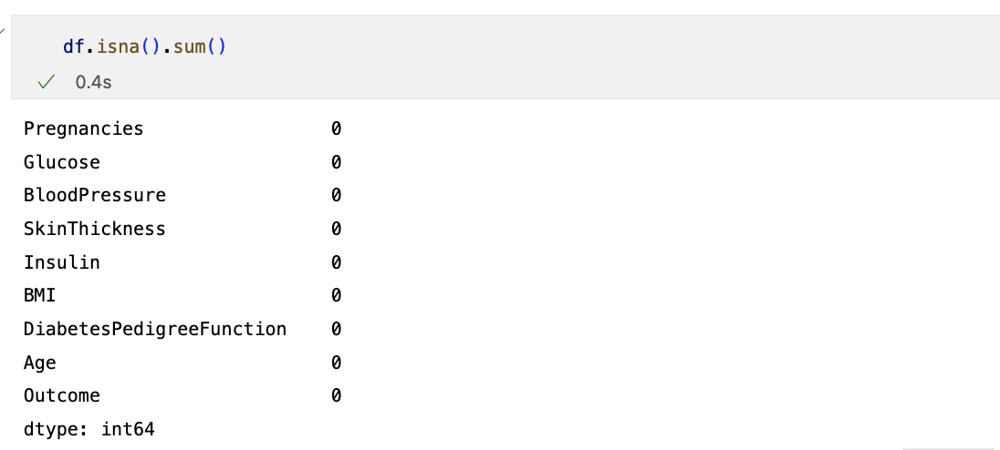 df.isna().sum()
0.4s
Pregnancies 0
Glucose 0
BloodPressure 0
SkinThickness 0
Insulin 0
BMI 0
DiabetesPedigreeFunction 0
Age 0
Outcome 0
dtype: int64